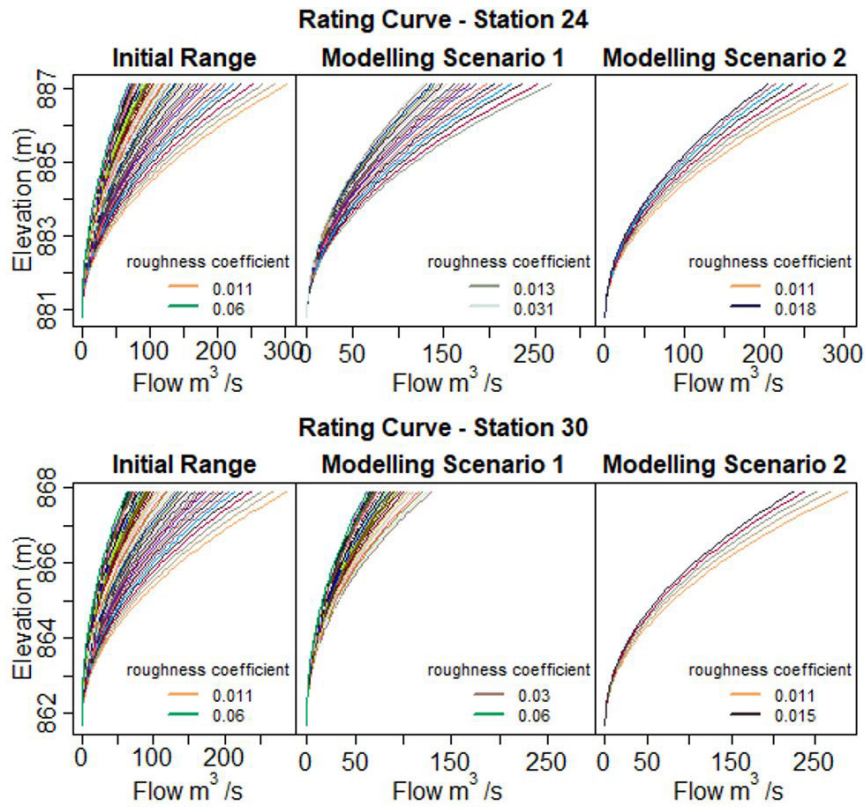 Rating Curve - Station 24
Initial Range
Modelling Scenario 1
Modelling Scenario 2
Elevation (m)
887
885
883
881
roughness coefficient
0.011
0.06
roughness coefficient
0.013
0.031
roughness coefficient
0.011
0.018
0 100 200 300
0 50 150 250
0 50 100 200 300
Flow m³ /s
Flow m³ /s
Flow m³ /s
Rating Curve - Station 30
Initial Range
Modelling Scenario 1
Modelling Scenario 2
Elevation (m)
868
866
864
862
roughness coefficient
0.011
0.06
roughness coefficient
0.03
0.06
roughness coefficient
0.011
0.015
0 100 200
0 50 150 250
0 50 150 250
Flow m³ /s
Flow m³ /s
Flow m³ /s